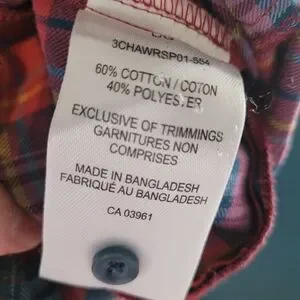 3CHAWRSP01-554
60% COTTON / COTON
40% POLYESTER
EXCLUSIVE OF TRIMMINGS
GARNITURES NON
COMPRISES
MADE IN BANGLADESH
FABRIQUÉ AU BANGLADESH
CA 03961